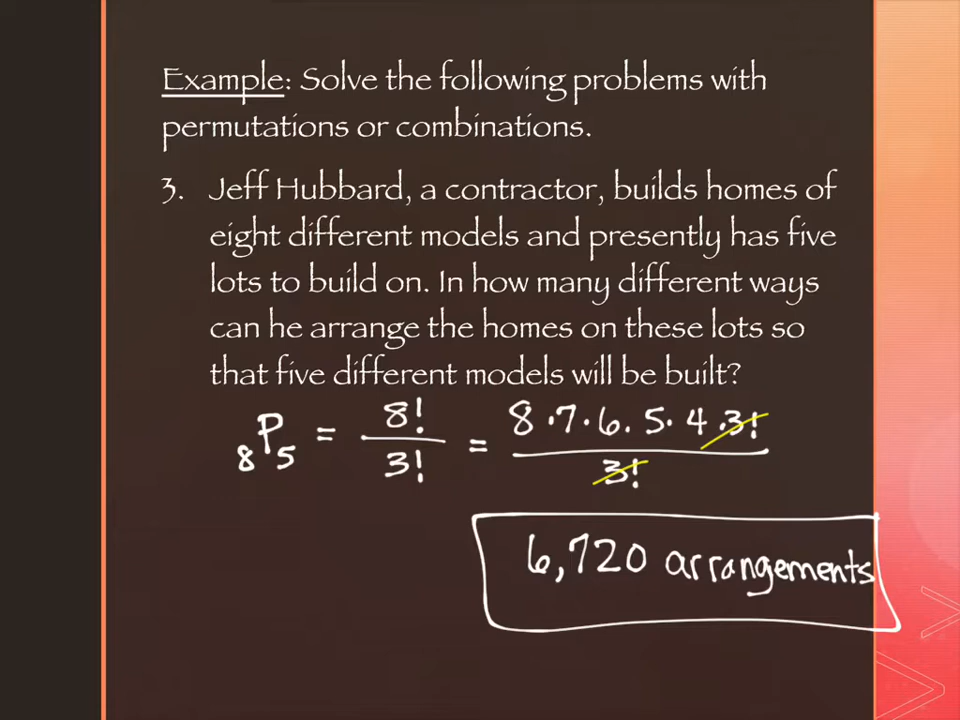 Example: Solve the following problems with
permutations or combinations.
3. Jeff Hubbard, a contractor, builds homes of
eight different models and presently has five
lots to build on. In how many different ways
can he arrange the homes on these lots so
that five different models will be built?
₈P₅ = 8!/3! = 8·7·6·5·4·3!/3!
6,720 arrangements